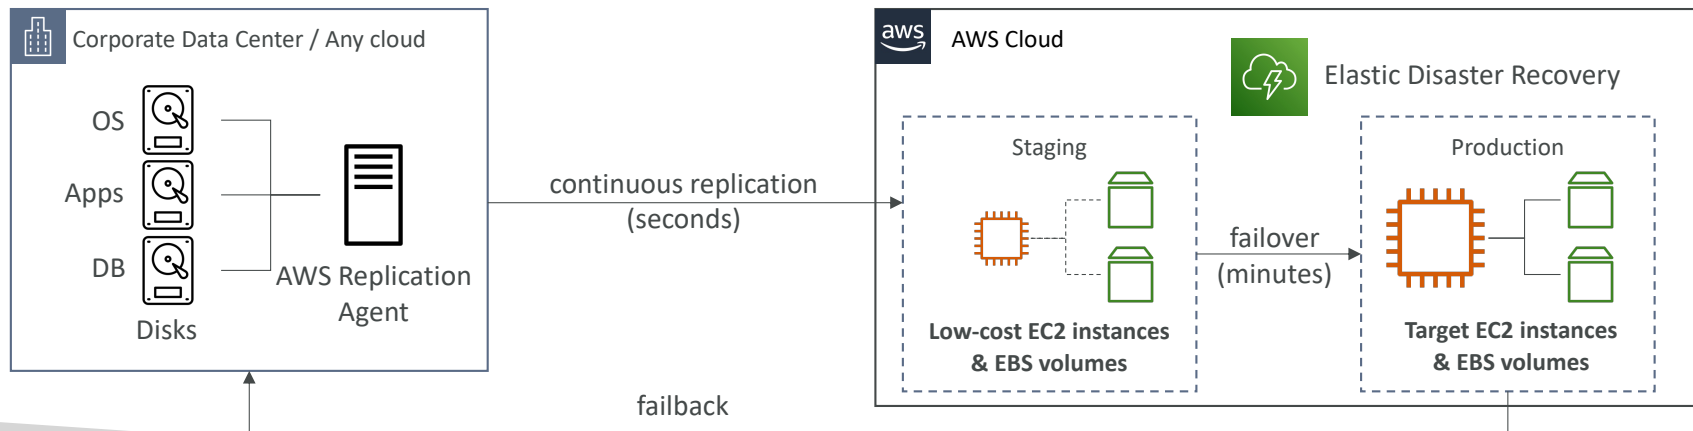 Corporate Data Center / Any cloud
OS
Apps
DB
Disks
AWS Replication
Agent
continuous replication
(seconds)
aws
AWS Cloud
Elastic Disaster Recovery
Staging
Low-cost EC2 instances
& EBS volumes
failover
(minutes)
Production
Target EC2 instances
& EBS volumes
failback